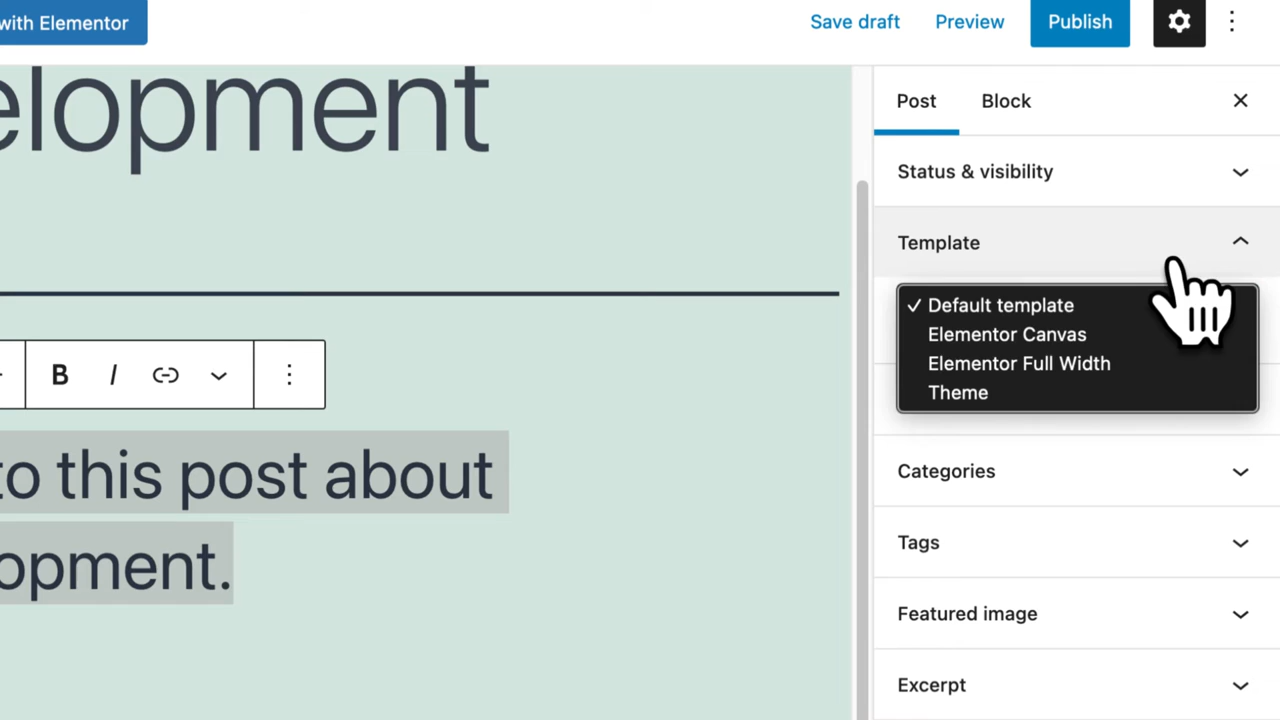 with Elementor
Save draft
Preview
Publish
elopment
Post
Block
Status & visibility
Template
Default template
Elementor Canvas
Elementor Full Width
Theme
B I
to this post about
opment.
Categories
Tags
Featured image
Excerpt